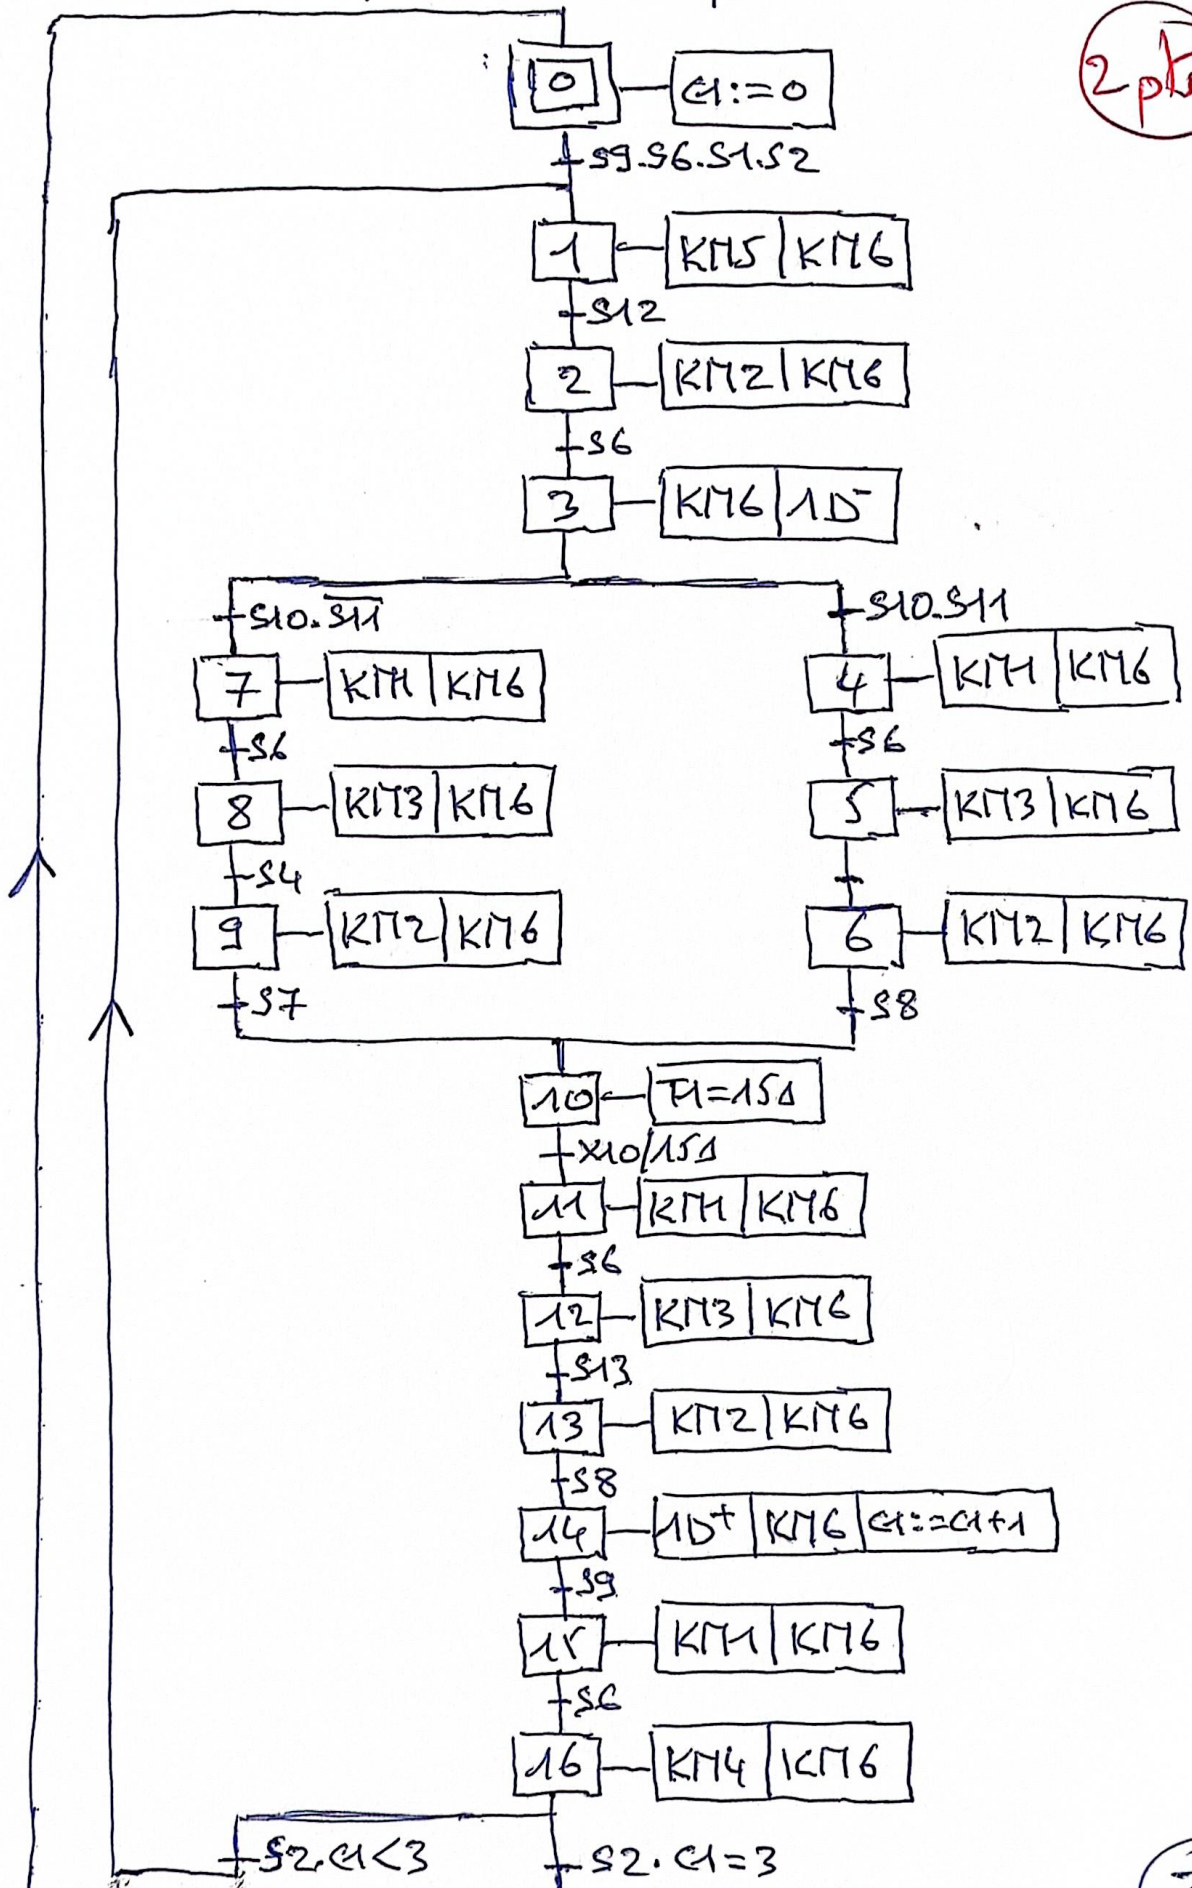 2 pts
0 C1:=0
S9.S6.S1.S2
1 KM5 KM6
S12
2 KM2 KM6
S6
3 KM6 1D-
S10.S̅1̅1̅ S10.S11
7 KM1 KM6 4 KM1 KM6
S6 S6
8 KM3 KM6 5 KM3 KM6
S4
9 KM2 KM6 6 KM2 KM6
S7 S8
10 T1=15s
X10/15s
11 KM1 KM6
S6
12 KM3 KM6
S13
13 KM2 KM6
S8
14 1D+ KM6 C1:=C1+1
S9
15 KM1 KM6
S6
16 KM4 KM6
S2.C1<3 S2.C1=3